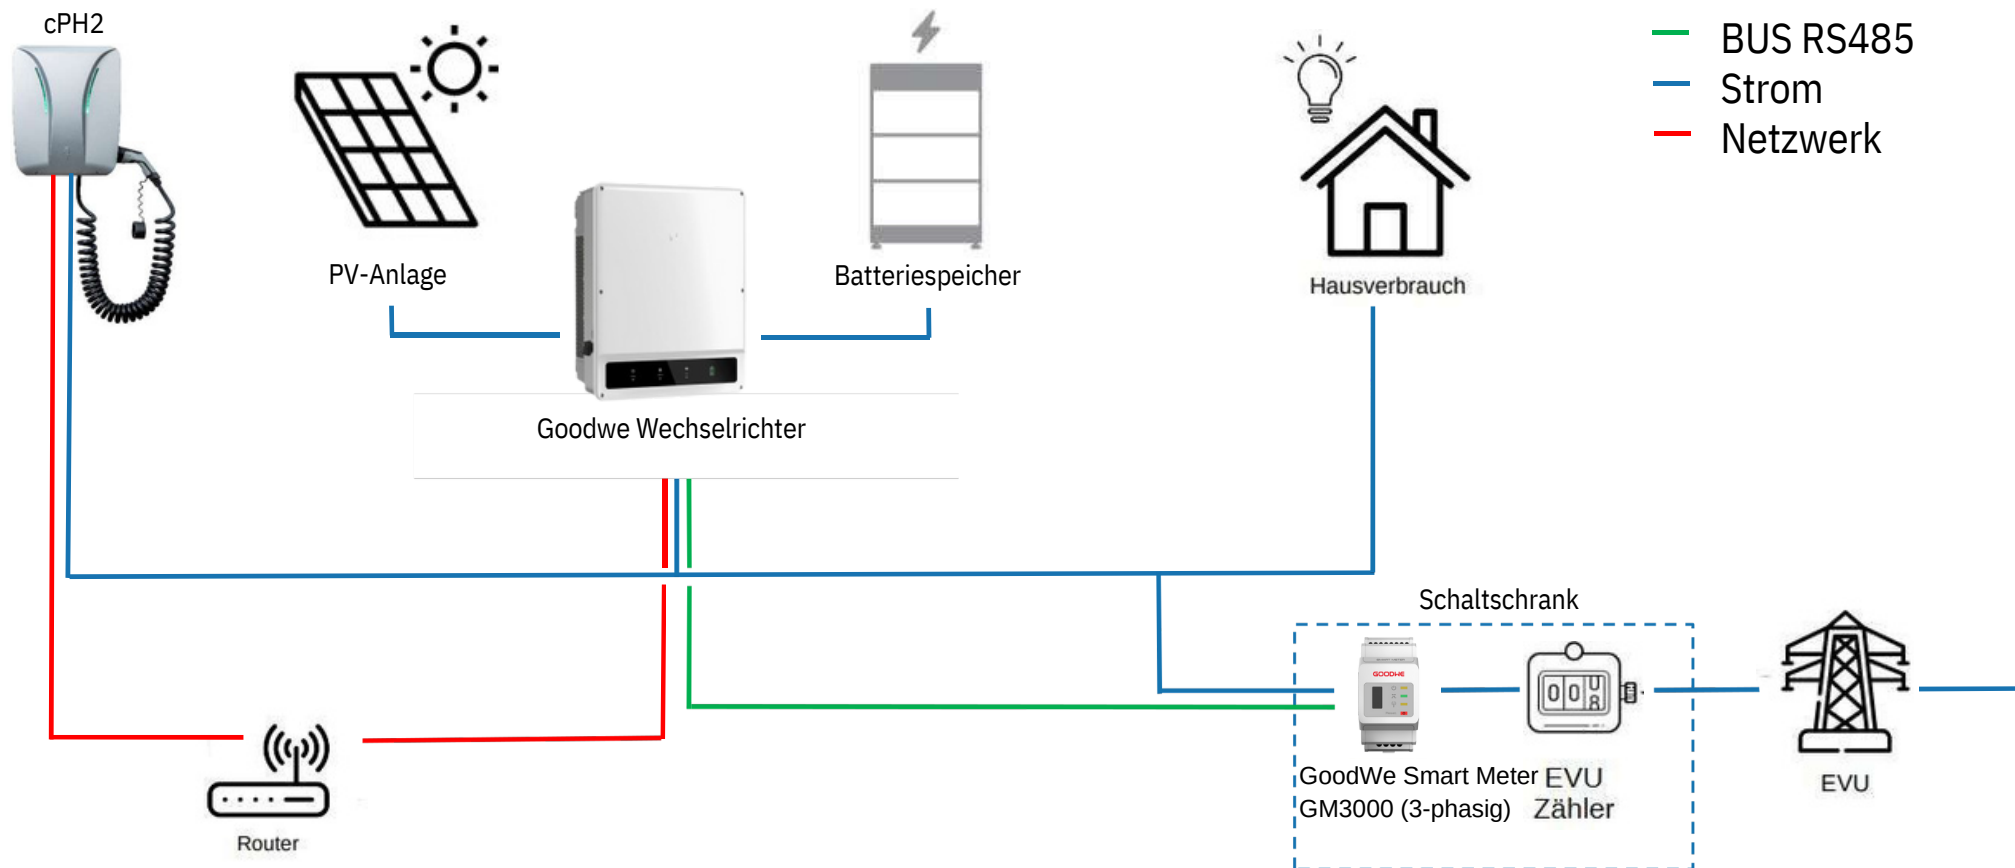 cPH2
BUS RS485
Strom
Netzwerk
PV-Anlage
Batteriespeicher
Hausverbrauch
Goodwe Wechselrichter
Schaltschrank
GOODWE
GoodWe Smart Meter
GM3000 (3-phasig)
EVU
Zähler
EVU
Router